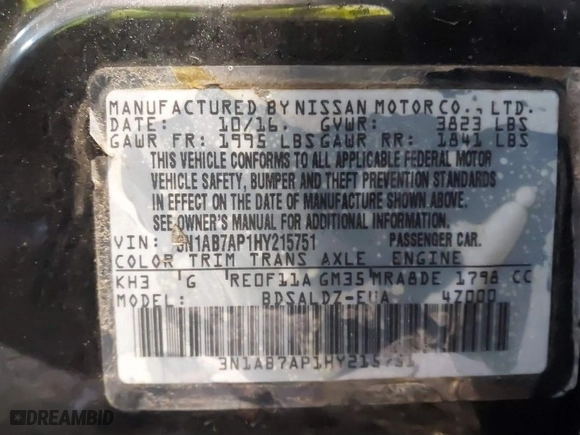 MANUFACTURED BY NISSAN MOTOR CO., LTD.
DATE: 10/16. GVWR: 3823 LBS
GAWR FR: 1995 LBS GAWR RR: 1841 LBS
THIS VEHICLE CONFORMS TO ALL APPLICABLE FEDERAL MOTOR
VEHICLE SAFETY, BUMPER AND THEFT PREVENTION STANDARDS
IN EFFECT ON THE DATE OF MANUFACTURE SHOWN ABOVE.
SEE OWNER'S MANUAL FOR ADDITIONAL INFORMATION.
VIN: 3N1AB7AP1HY215751 PASSENGER CAR.
COLOR TRIM TRANS AXLE ENGINE
KH3 G RE0F11A GM35 MRA8DE 1798 CC
MODEL: BDSALDZ-EUA 4Z000
3N1AB7AP1HY215751
DREAMBID